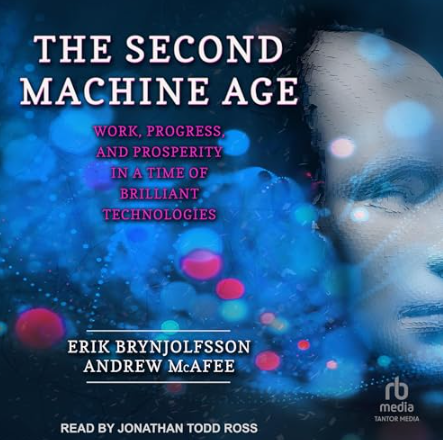 THE SECOND
MACHINE AGE
WORK, PROGRESS,
AND PROSPERITY
IN A TIME OF
BRILLIANT
TECHNOLOGIES
ERIK BRYNJOLFSSON
ANDREW McAFEE
rb
media
TANTOR MEDIA
READ BY JONATHAN TODD ROSS